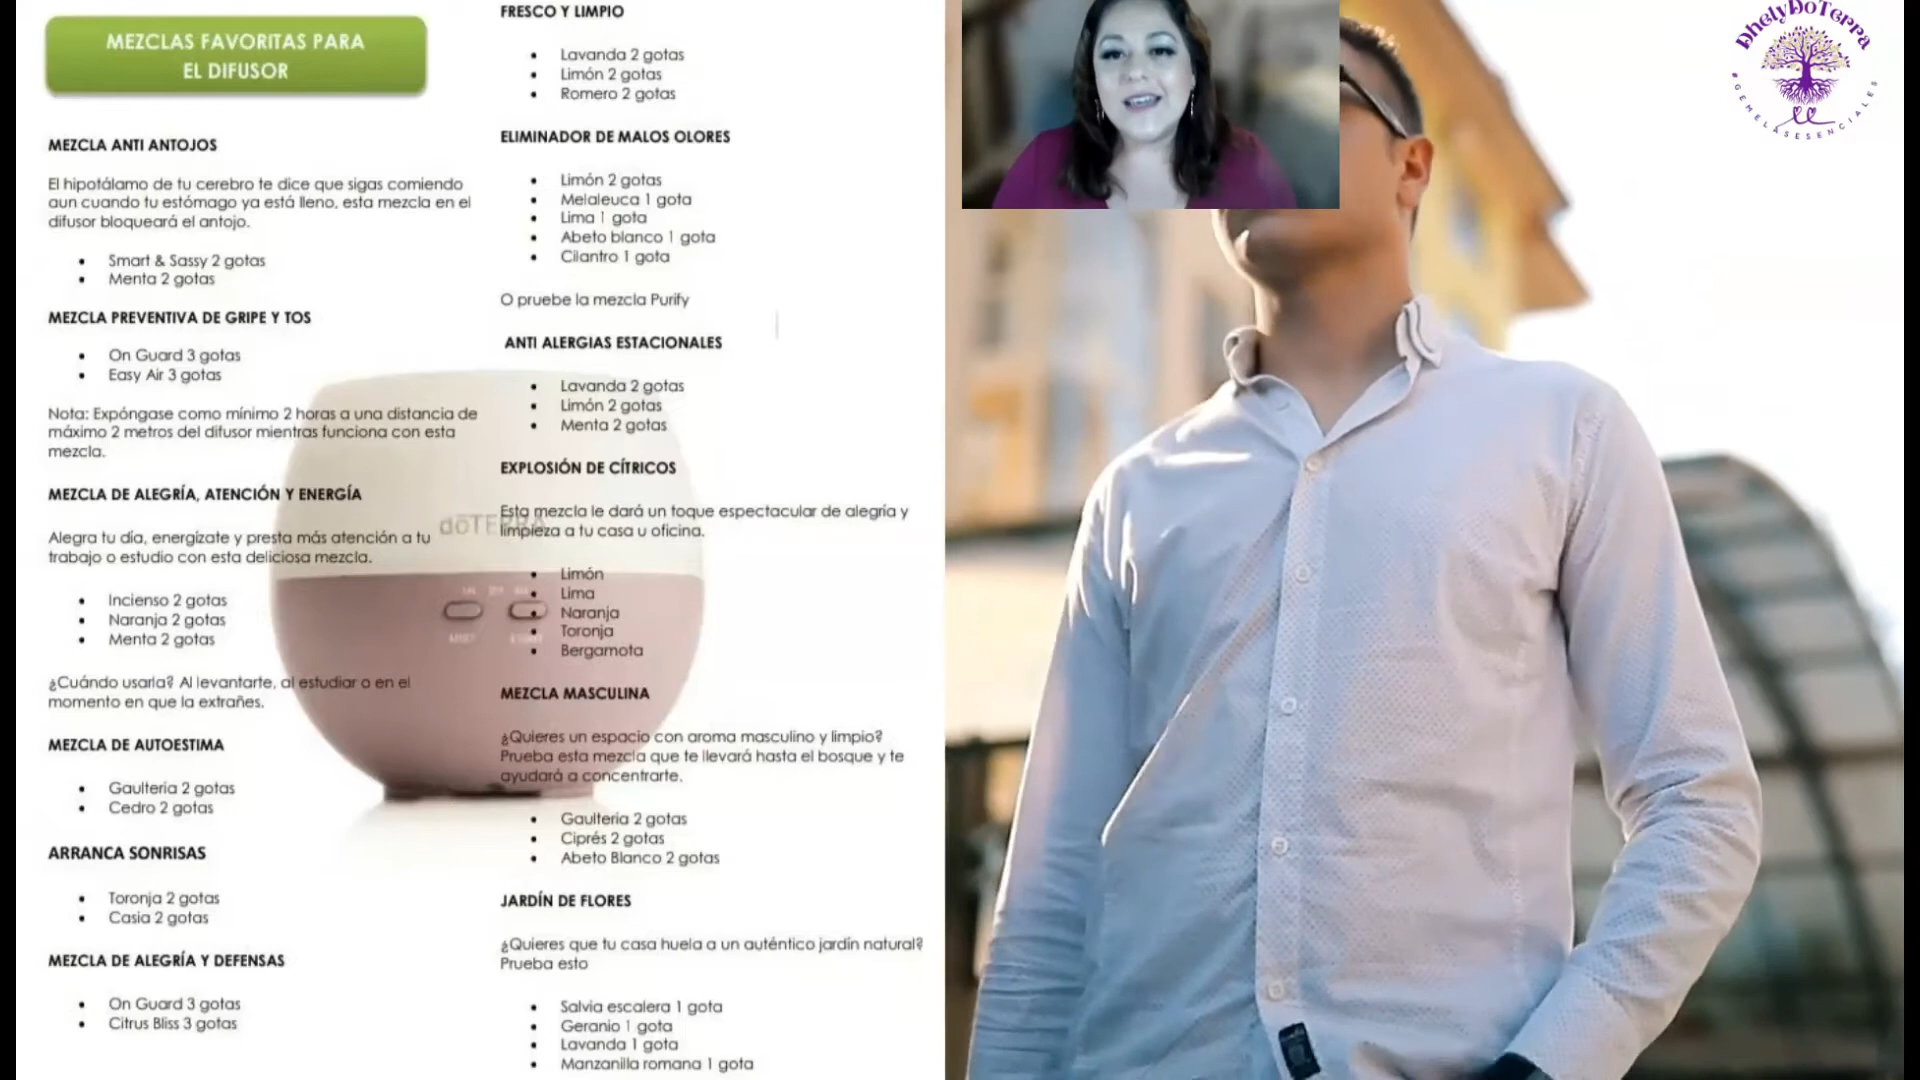 MEZCLAS FAVORITAS PARA
EL DIFUSOR
MEZCLA ANTI ANTOJOS
El hipotálamo de tu cerebro te dice que sigas comiendo
aun cuando tu estómago ya está lleno, esta mezcla en el
difusor bloqueará el antojo.
• Smart & Sassy 2 gotas
• Menta 2 gotas
MEZCLA PREVENTIVA DE GRIPE Y TOS
• On Guard 3 gotas
• Easy Air 3 gotas
Nota: Expóngase como mínimo 2 horas a una distancia de
máximo 2 metros del difusor mientras funciona con esta
mezcla.
MEZCLA DE ALEGRÍA, ATENCIÓN Y ENERGÍA
Alegra tu día, energízate y presta más atención a tu
trabajo o estudio con esta deliciosa mezcla.
• Incienso 2 gotas
• Naranja 2 gotas
• Menta 2 gotas
¿Cuándo usarla? Al levantarte, al estudiar o en el
momento en que la extrañes.
MEZCLA DE AUTOESTIMA
• Gaulteria 2 gotas
• Cedro 2 gotas
ARRANCA SONRISAS
• Toronja 2 gotas
• Casia 2 gotas
MEZCLA DE ALEGRÍA Y DEFENSAS
• On Guard 3 gotas
• Citrus Bliss 3 gotas
FRESCO Y LIMPIO
• Lavanda 2 gotas
• Limón 2 gotas
• Romero 2 gotas
ELIMINADOR DE MALOS OLORES
• Limón 2 gotas
• Melaleuca 1 gota
• Lima 1 gota
• Abeto blanco 1 gota
• Cilantro 1 gota
O pruebe la mezcla Purify
ANTI ALERGIAS ESTACIONALES
• Lavanda 2 gotas
• Limón 2 gotas
• Menta 2 gotas
EXPLOSIÓN DE CÍTRICOS
Esta mezcla le dará un toque espectacular de alegría y
limpieza a tu casa u oficina.
• Limón
• Lima
• Naranja
• Toronja
• Bergamota
MEZCLA MASCULINA
¿Quieres un espacio con aroma masculino y limpio?
Prueba esta mezcla que te llevará hasta el bosque y te
ayudará a concentrarte.
• Gaulteria 2 gotas
• Ciprés 2 gotas
• Abeto Blanco 2 gotas
JARDÍN DE FLORES
¿Quieres que tu casa huela a un auténtico jardín natural?
Prueba esto
• Salvia escalera 1 gota
• Geranio 1 gota
• Lavanda 1 gota
• Manzanilla romana 1 gota
dōTERRA
DhelyDoTerra
#GEMELASESENCIALES